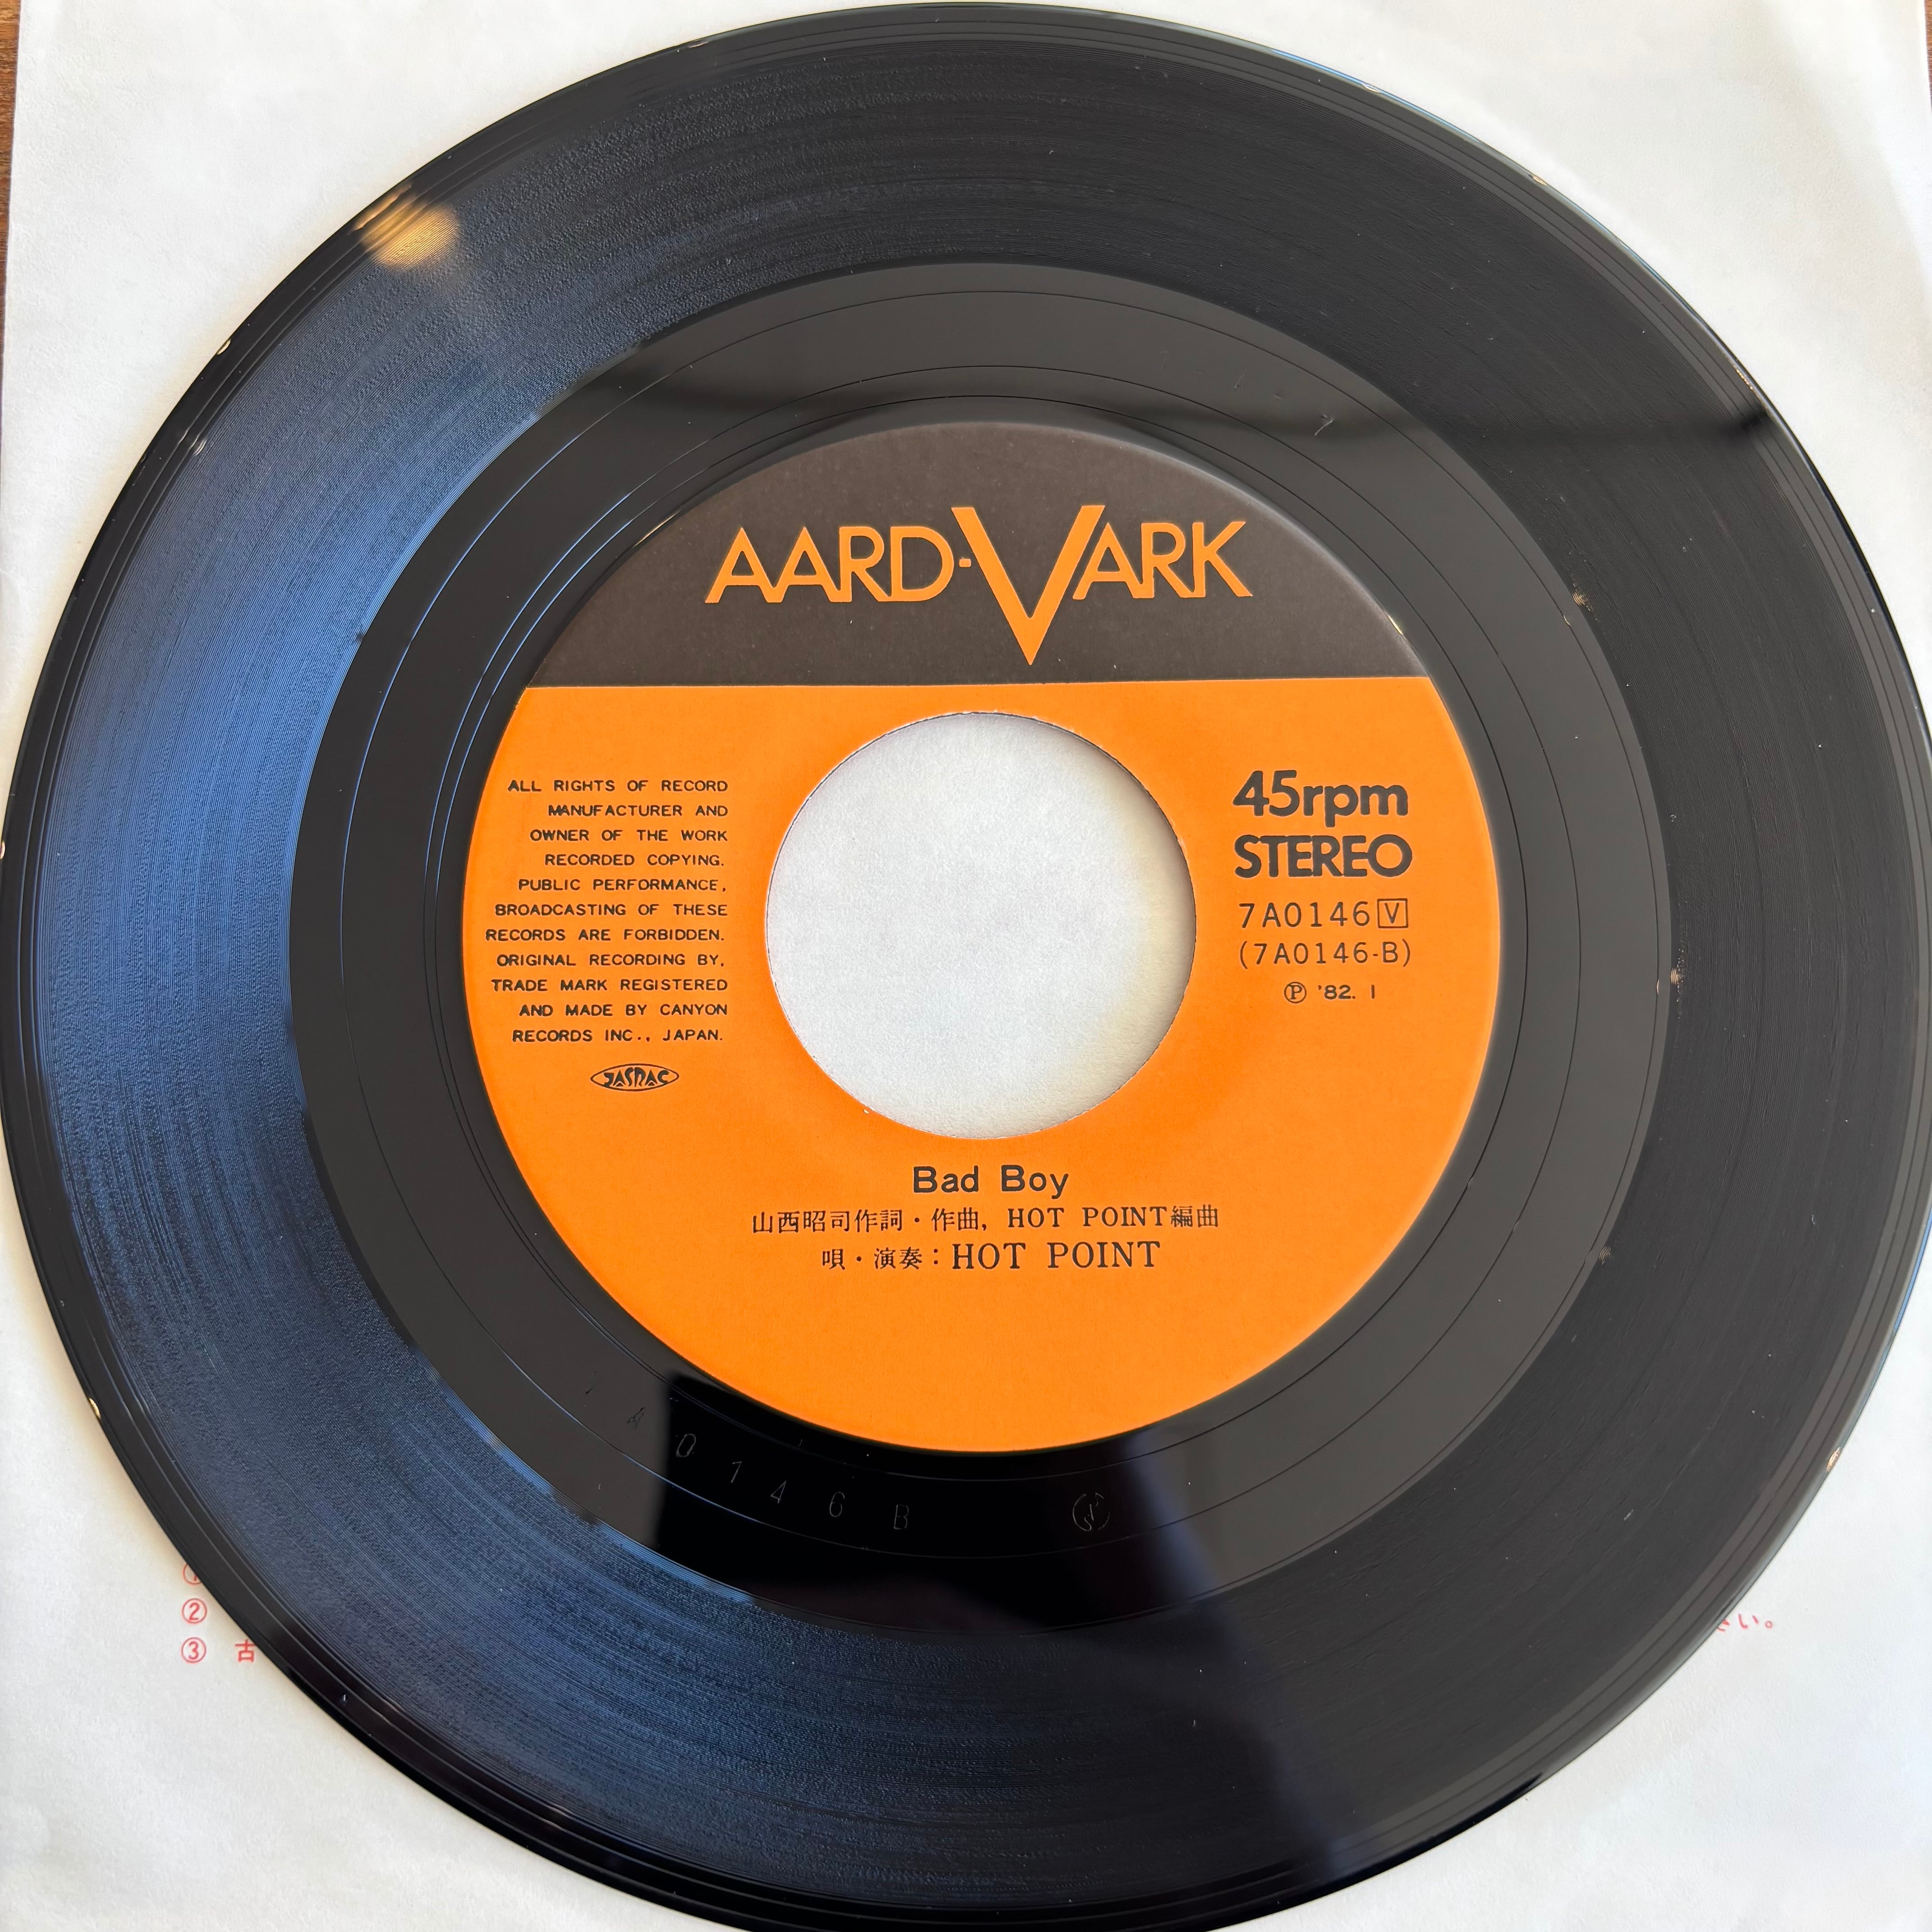 AARD-VARK
ALL RIGHTS OF RECORD
MANUFACTURER AND
OWNER OF THE WORK
RECORDED COPYING.
PUBLIC PERFORMANCE,
BROADCASTING OF THESE
RECORDS ARE FORBIDDEN.
ORIGINAL RECORDING BY,
TRADE MARK REGISTERED
AND MADE BY CANYON
RECORDS INC., JAPAN.
JASRAC
45rpm
STEREO
7A0146 V
(7A0146-B)
Ⓟ '82. 1
Bad Boy
山西昭司作詞・作曲, HOT POINT編曲
唄・演奏：HOT POINT
7A0146B
①
②
③ 古
さい。